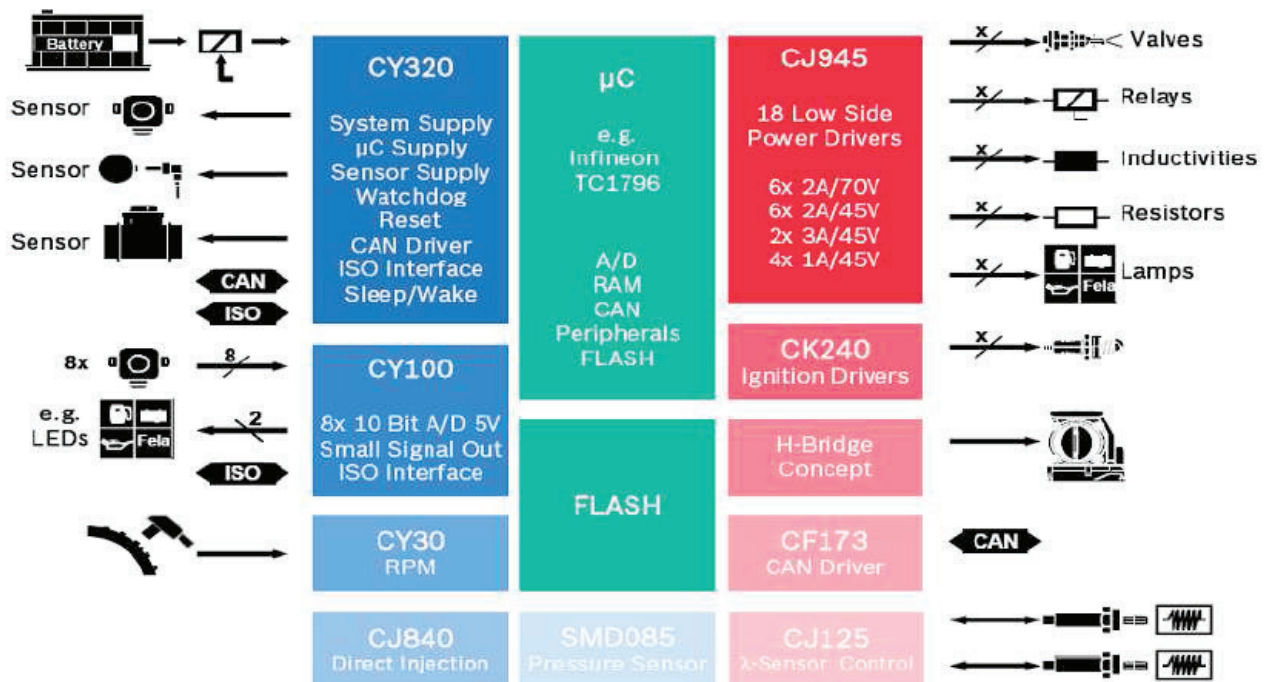 Battery
Sensor
Sensor
Sensor
CAN
ISO
8x
8
e.g.
LEDs
Fela
2
ISO
CY320
System Supply
µC Supply
Sensor Supply
Watchdog
Reset
CAN Driver
ISO Interface
Sleep/Wake
CY100
8x 10 Bit A/D 5V
Small Signal Out
ISO Interface
CY30
RPM
CJ840
Direct Injection
µC
e.g.
Infineon
TC1796
A/D
RAM
CAN
Peripherals
FLASH
FLASH
SMD085
Pressure Sensor
CJ945
18 Low Side
Power Drivers
6x 2A/70V
6x 2A/45V
2x 3A/45V
4x 1A/45V
CK240
Ignition Drivers
H-Bridge
Concept
CF173
CAN Driver
CJ125
λ-Sensor Control
x
Valves
x
Relays
x
Inductivities
x
Resistors
x
Fela
Lamps
x
CAN